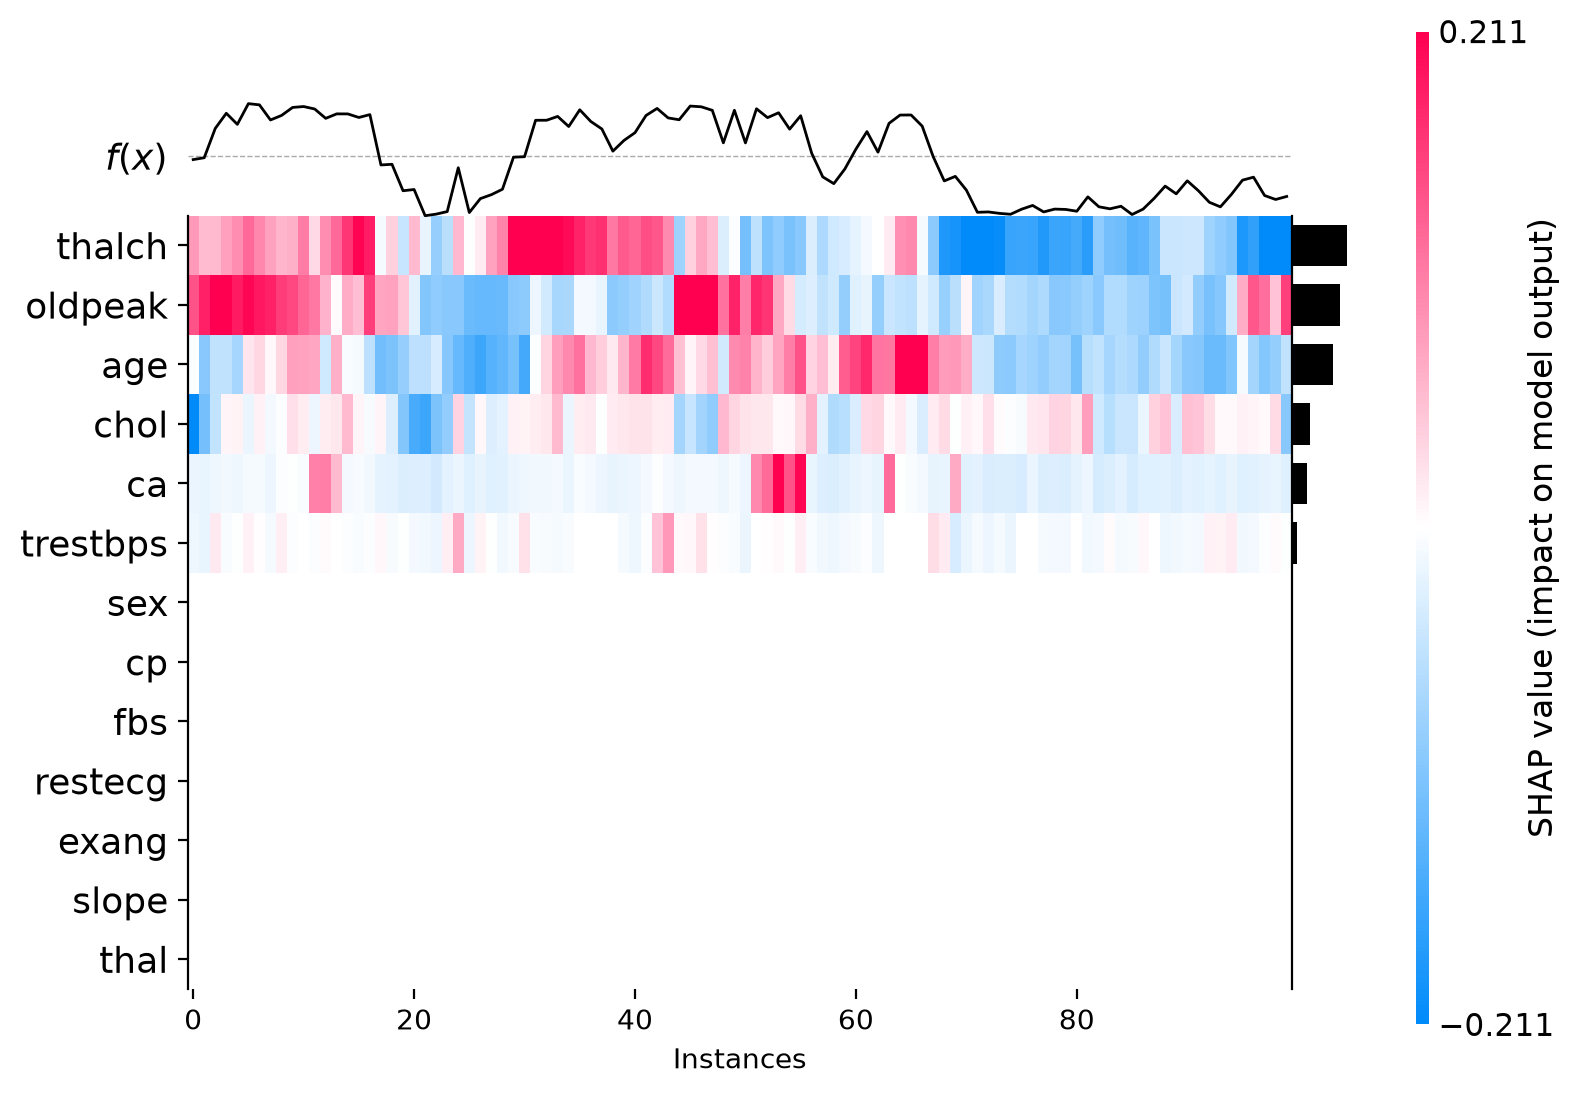 0.211
f(x)
thalch
oldpeak
age
chol
ca
trestbps
sex
cp
fbs
restecg
exang
slope
thal
0 20 40 60 80
Instances
SHAP value (impact on model output)
−0.211